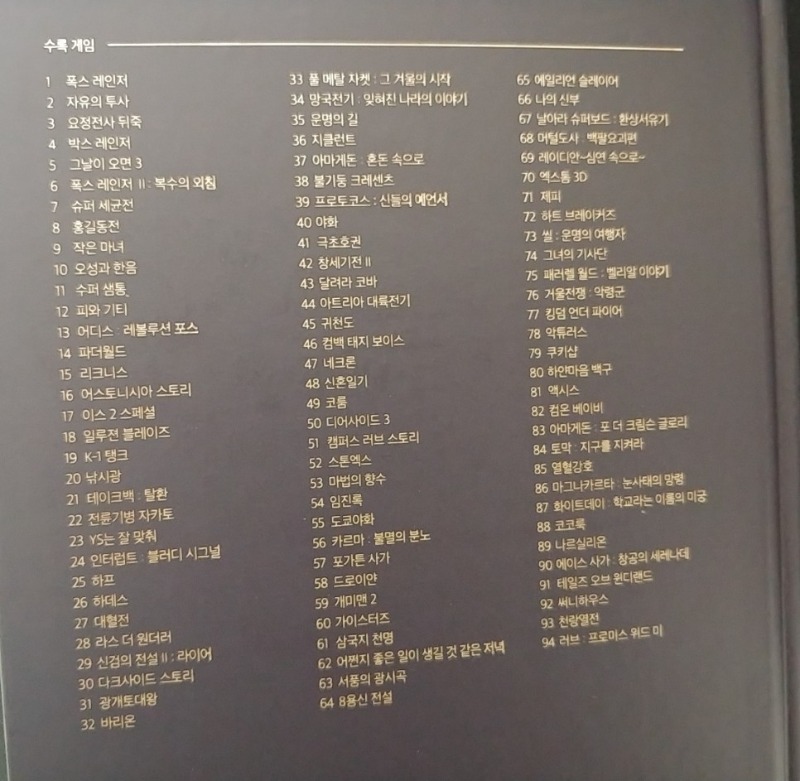 수록 게임
1 폭스 레인저
2 자유의 투사
3 요정전사 뒤죽
4 박스 레인저
5 그날이 오면 3
6 폭스 레인저 II : 복수의 외침
7 슈퍼 세균전
8 홍길동전
9 작은 마녀
10 오성과 한음
11 수퍼 샘통
12 피와 기티
13 어디스 : 레볼루션 포스
14 파더월드
15 리크니스
16 어스토니시아 스토리
17 이스 2 스페셜
18 일루젼 블레이즈
19 K-1 탱크
20 낚시광
21 테이크백 : 탈환
22 전륜기병 자카토
23 YS는 잘 맞춰
24 인터럽트 : 블러디 시그널
25 하프
26 하데스
27 대혈전
28 라스 더 원더러
29 신검의 전설 II : 라이어
30 다크사이드 스토리
31 광개토대왕
32 바리온
33 풀 메탈 자켓 : 그 겨울의 시작
34 망국전기 : 잊혀진 나라의 이야기
35 운명의 길
36 지클런트
37 아마게돈 : 혼돈 속으로
38 불기둥 크레센츠
39 프로토코스 : 신들의 예언서
40 야화
41 극초호권
42 창세기전 II
43 달려라 코바
44 아트리아 대륙전기
45 귀천도
46 컴백 태지 보이스
47 네크론
48 신혼일기
49 코룸
50 디어사이드 3
51 캠퍼스 러브 스토리
52 스톤엑스
53 마법의 향수
54 임진록
55 도쿄야화
56 카르마 : 불멸의 분노
57 포가튼 사가
58 드로이얀
59 개미맨 2
60 가이스터즈
61 삼국지 천명
62 어쩐지 좋은 일이 생길 것 같은 저녁
63 서풍의 광시곡
64 8용신 전설
65 에일리언 슬레이어
66 나의 신부
67 날아라 슈퍼보드 : 환상서유기
68 머털도사 : 백팔요괴편
69 레이디안~심연 속으로~
70 엑스톰 3D
71 제피
72 하트 브레이커즈
73 씰 : 운명의 여행자
74 그녀의 기사단
75 패러렐 월드 : 벨리알 이야기
76 거울전쟁 : 악령군
77 킹덤 언더 파이어
78 악튜러스
79 쿠키샵
80 하얀마음 백구
81 액시스
82 컴온 베이비
83 아마게돈 : 포 더 크림슨 글로리
84 토막 : 지구를 지켜라
85 열혈강호
86 마그나카르타 : 눈사태의 망령
87 화이트데이 : 학교라는 이름의 미궁
88 코코룩
89 나르실리온
90 에이스 사가 : 창공의 세레나데
91 테일즈 오브 윈디랜드
92 써니하우스
93 천랑열전
94 러브 : 프로미스 위드 미